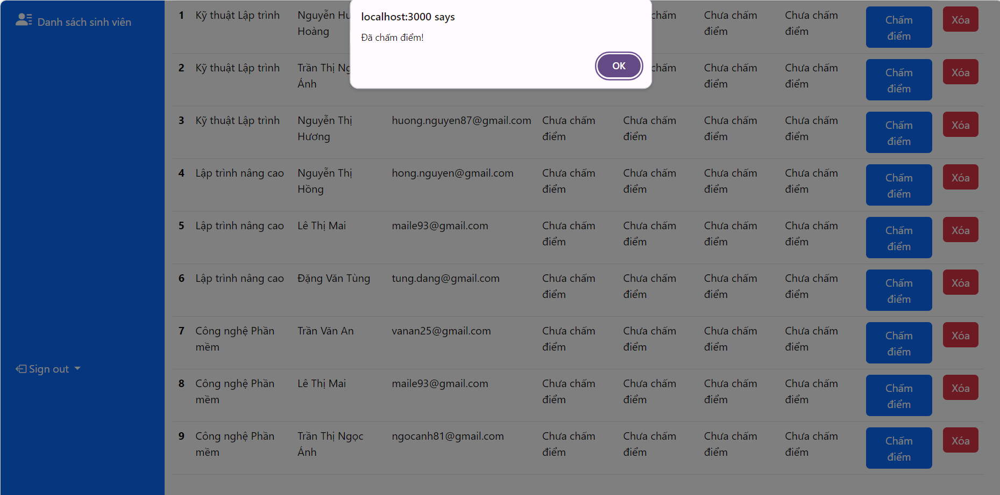 Danh sách sinh viên
Sign out
localhost:3000 says
Đã chấm điểm!
OK
1 Kỹ thuật Lập trình Nguyễn chấm Chưa chấm Chưa chấm Chấm Xóa
Hoàng điểm điểm điểm
2 Kỹ thuật Lập trình Trần Thị chấm Chưa chấm Chưa chấm Chấm Xóa
Ánh điểm điểm điểm
3 Kỹ thuật Lập trình Nguyễn Thị huong.nguyen87@gmail.com Chưa chấm Chưa chấm Chưa chấm Chưa chấm Chấm Xóa
Hương điểm điểm điểm điểm điểm
4 Lập trình nâng cao Nguyễn Thị hong.nguyen@gmail.com Chưa chấm Chưa chấm Chưa chấm Chưa chấm Chấm Xóa
Hồng điểm điểm điểm điểm điểm
5 Lập trình nâng cao Lê Thị Mai maile93@gmail.com Chưa chấm Chưa chấm Chưa chấm Chưa chấm Chấm Xóa
điểm điểm điểm điểm điểm
6 Lập trình nâng cao Đặng Văn Tùng tung.dang@gmail.com Chưa chấm Chưa chấm Chưa chấm Chưa chấm Chấm Xóa
điểm điểm điểm điểm điểm
7 Công nghệ Phần Trần Văn An vanan25@gmail.com Chưa chấm Chưa chấm Chưa chấm Chưa chấm Chấm Xóa
mềm điểm điểm điểm điểm điểm
8 Công nghệ Phần Lê Thị Mai maile93@gmail.com Chưa chấm Chưa chấm Chưa chấm Chưa chấm Chấm Xóa
mềm điểm điểm điểm điểm điểm
9 Công nghệ Phần Trần Thị Ngọc ngocanh81@gmail.com Chưa chấm Chưa chấm Chưa chấm Chưa chấm Chấm Xóa
mềm Ánh điểm điểm điểm điểm điểm